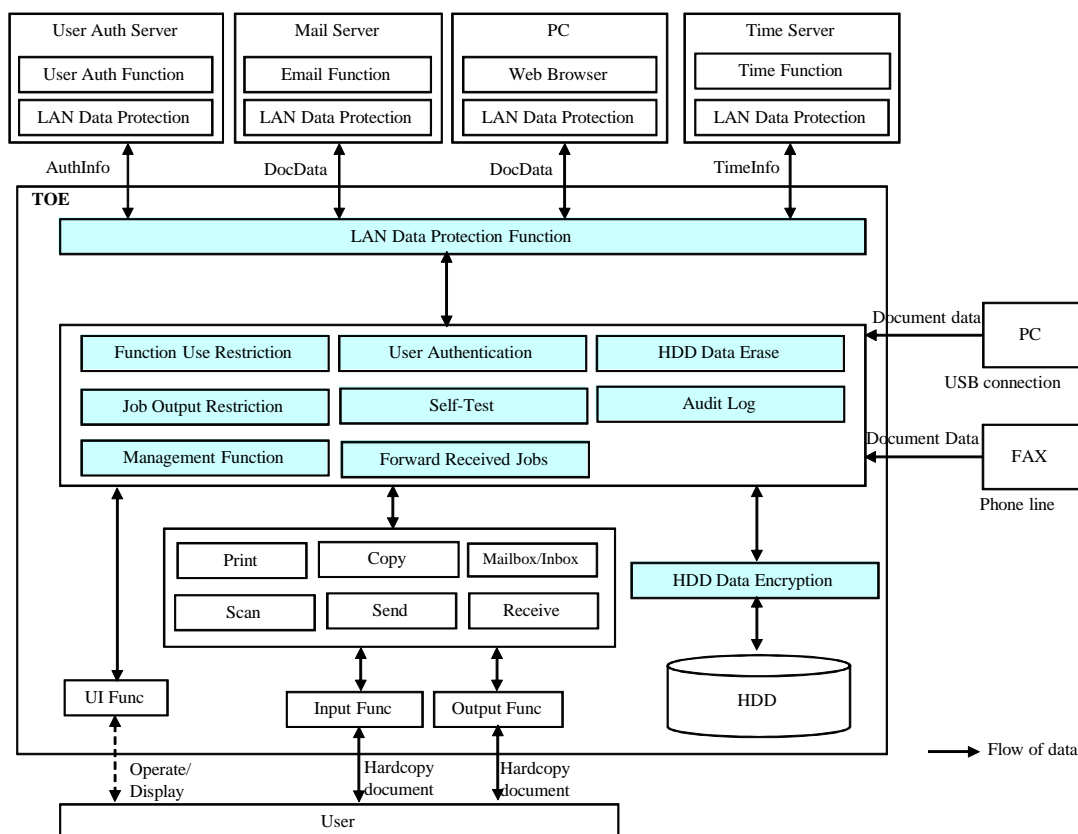 User Auth Server
Mail Server
PC
Time Server
User Auth Function
Email Function
Web Browser
Time Function
LAN Data Protection
LAN Data Protection
LAN Data Protection
LAN Data Protection
AuthInfo
DocData
DocData
TimeInfo
TOE
LAN Data Protection Function
Function Use Restriction
User Authentication
HDD Data Erase
Job Output Restriction
Self-Test
Audit Log
Management Function
Forward Received Jobs
Document data
PC
USB connection
Document Data
FAX
Phone line
Print
Copy
Mailbox/Inbox
Scan
Send
Receive
HDD Data Encryption
HDD
UI Func
Input Func
Output Func
Flow of data
Operate/
Display
Hardcopy
document
Hardcopy
document
User